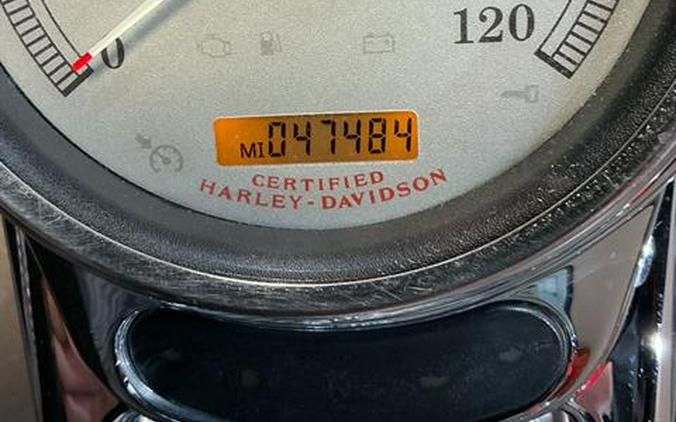 0
120
MI 047484
CERTIFIED
HARLEY-DAVIDSON